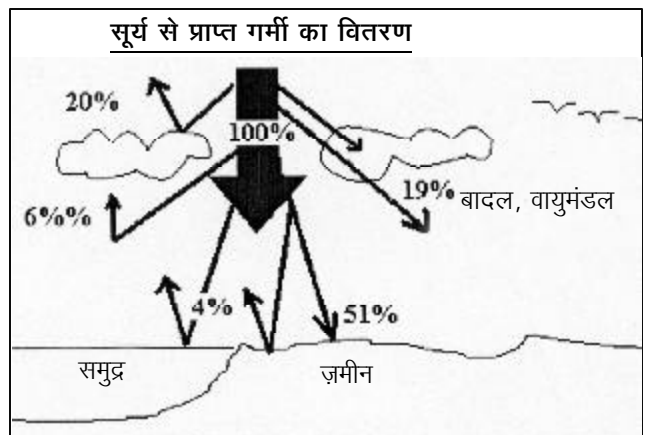 सूर्य से प्राप्त गर्मी का वितरण
20%
100%
19% बादल, वायुमंडल
6%%
4%
51%
समुद्र
ज़मीन